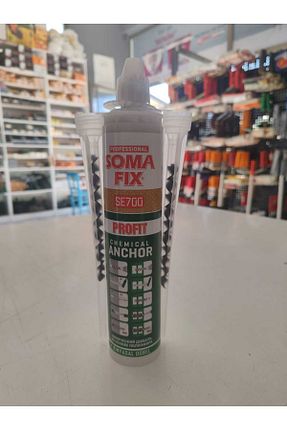 PROFESSIONAL
SOMA
FIX
SE700
PROFIT
CHEMICAL
ANCHOR